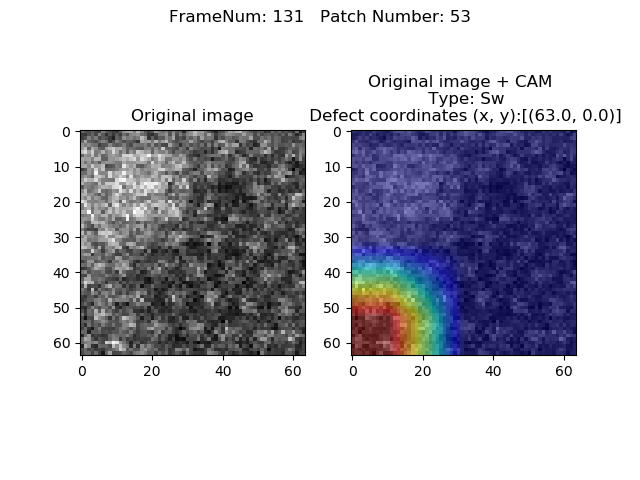 FrameNum: 131   Patch Number: 53
Original image
Original image + CAM
Type: Sw
Defect coordinates (x, y):[(63.0, 0.0)]
0
10
20
30
40
50
60
0 20 40 60
0
10
20
30
40
50
60
0 20 40 60